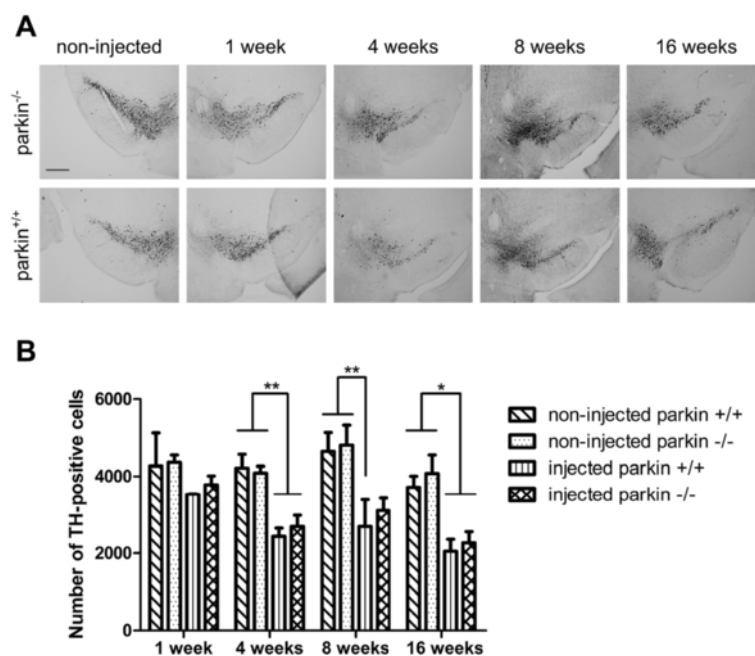 A
non-injected 1 week 4 weeks 8 weeks 16 weeks
parkin-/-
parkin+/+
B
Number of TH-positive cells
6000
4000
2000
0
** ** *
1 week 4 weeks 8 weeks 16 weeks
non-injected parkin +/+
non-injected parkin -/-
injected parkin +/+
injected parkin -/-